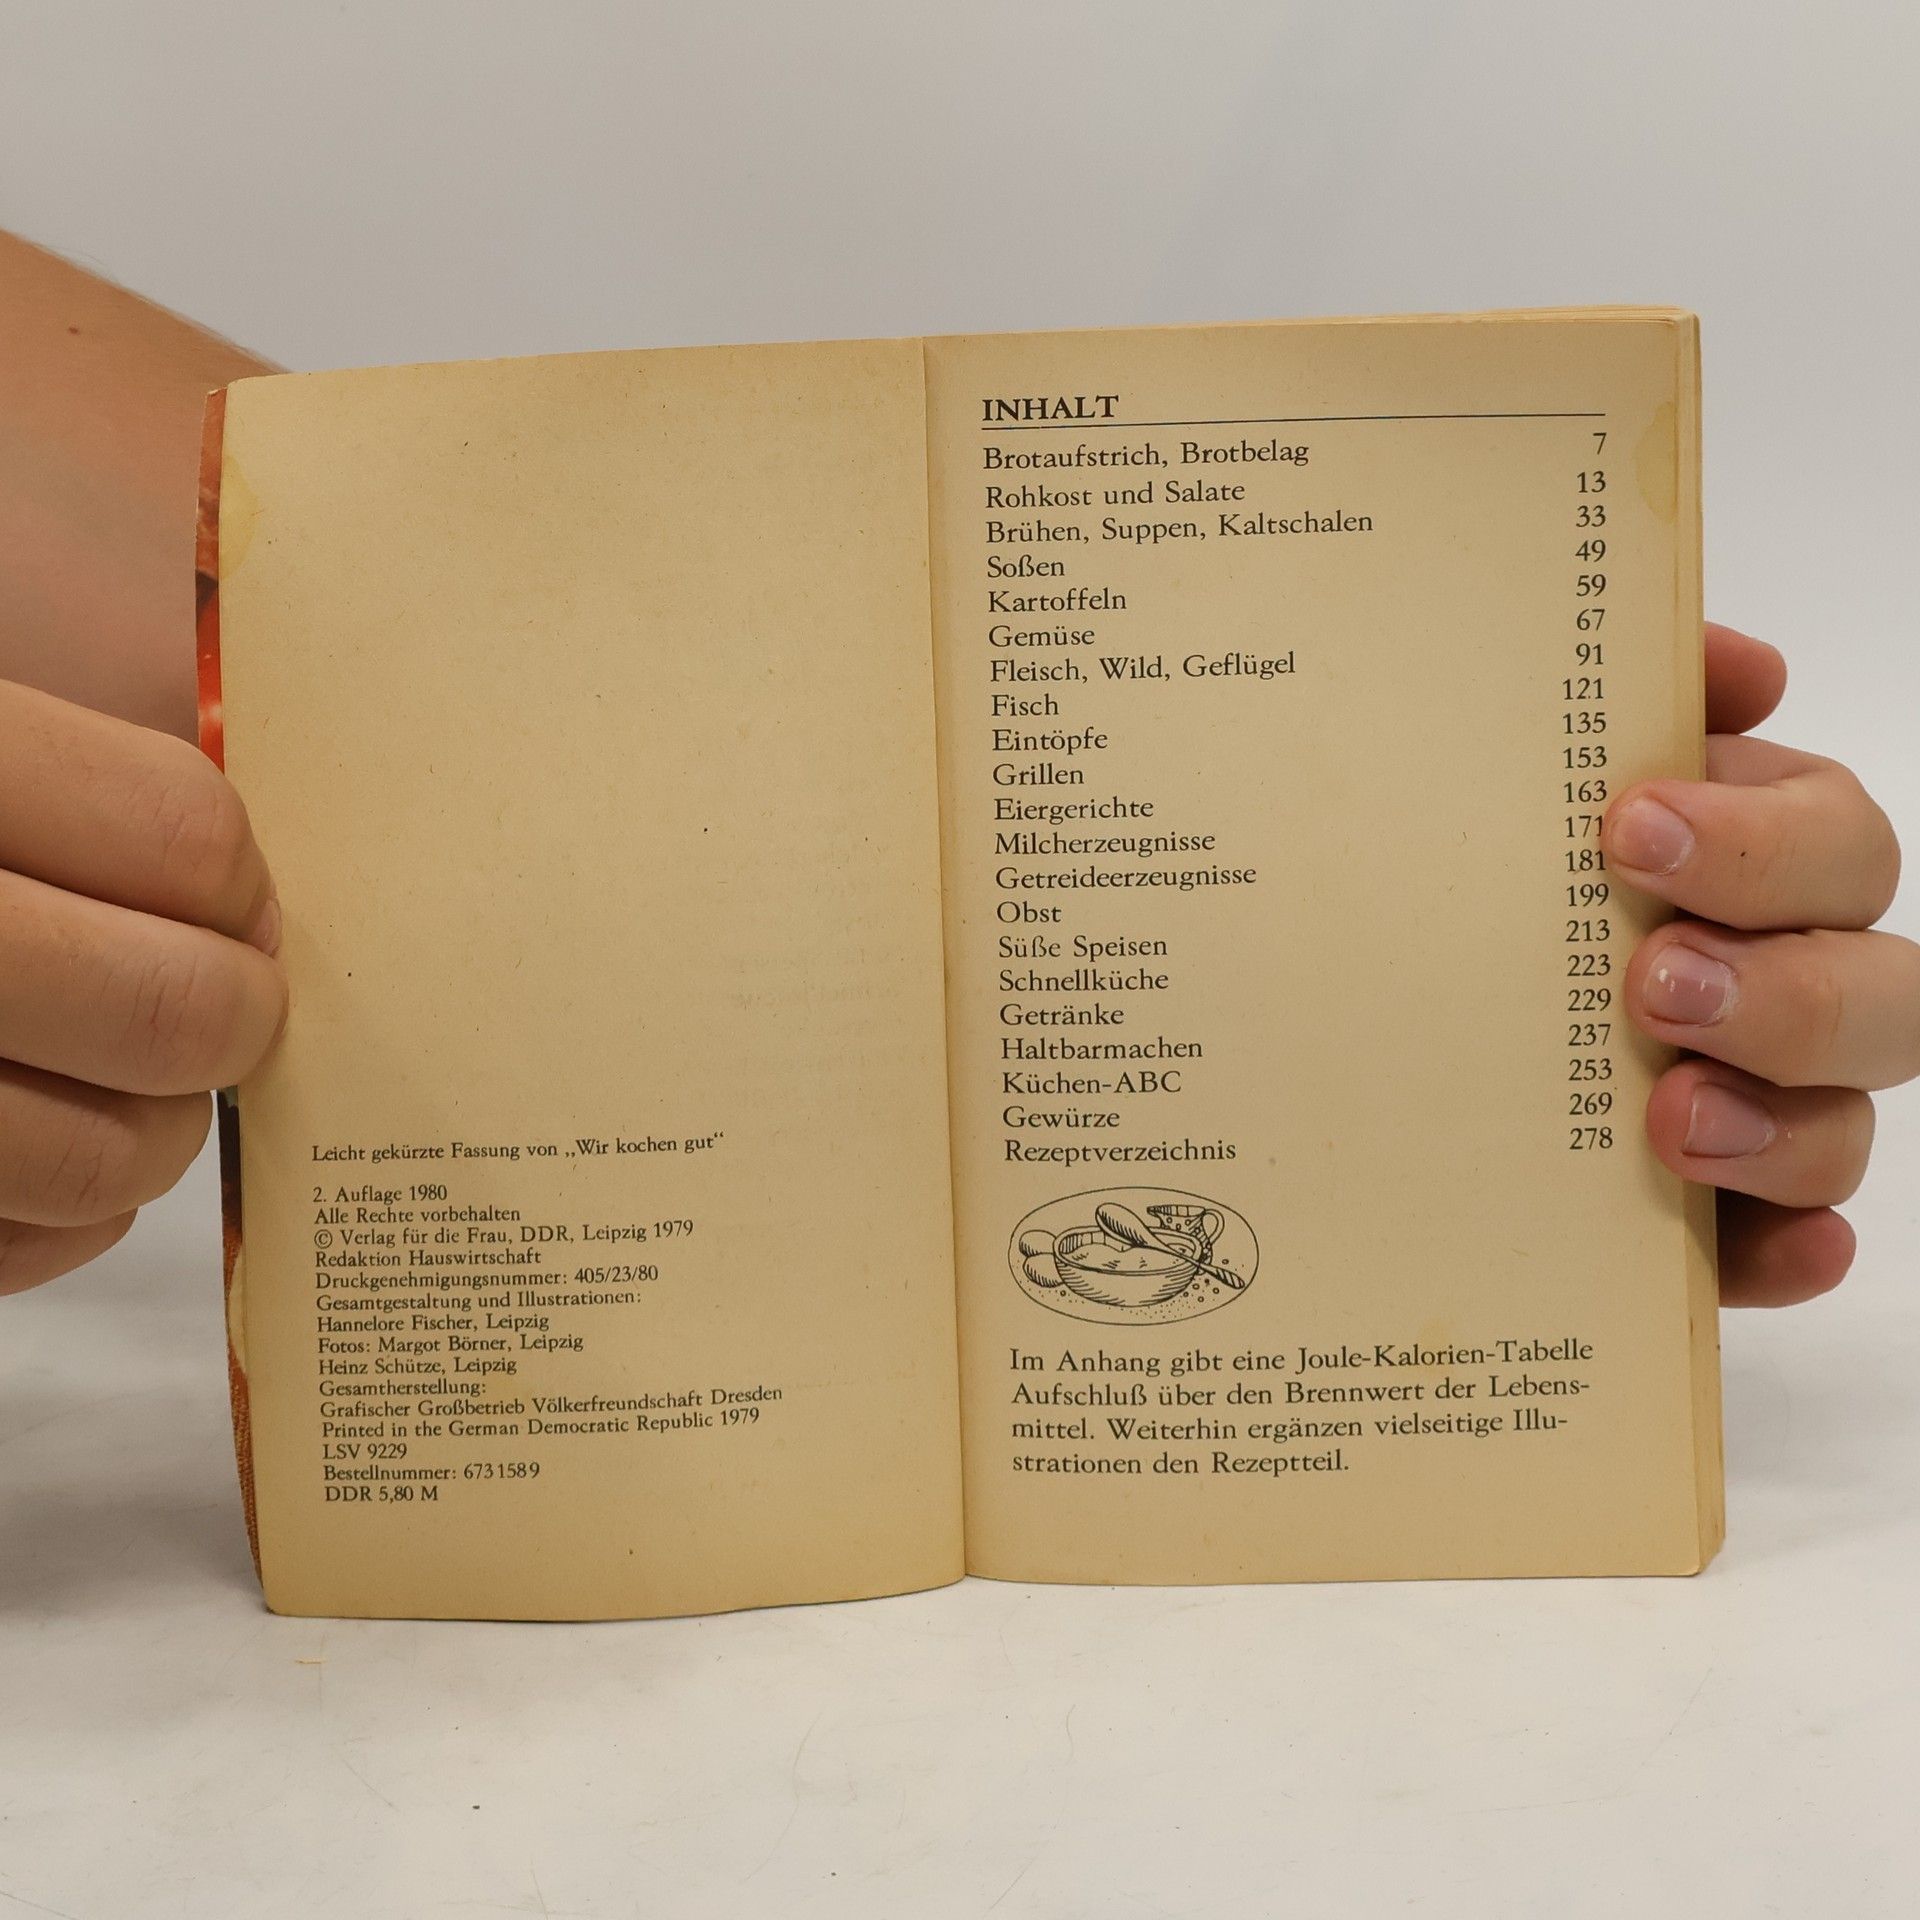 Leicht gekürzte Fassung von „Wir kochen gut“
2. Auflage 1980
Alle Rechte vorbehalten
© Verlag für die Frau, DDR, Leipzig 1979
Redaktion Hauswirtschaft
Druckgenehmigungsnummer: 405/23/80
Gesamtgestaltung und Illustrationen:
Hannelore Fischer, Leipzig
Fotos: Margot Börner, Leipzig
Heinz Schütze, Leipzig
Gesamtherstellung:
Grafischer Großbetrieb Völkerfreundschaft Dresden
Printed in the German Democratic Republic 1979
LSV 9229
Bestellnummer: 673 158 9
DDR 5,80 M
INHALT
Brotaufstrich, Brotbelag 7
Rohkost und Salate 13
Brühen, Suppen, Kaltschalen 33
Soßen 49
Kartoffeln 59
Gemüse 67
Fleisch, Wild, Geflügel 91
Fisch 121
Eintöpfe 135
Grillen 153
Eiergerichte 163
Milcherzeugnisse 171
Getreideerzeugnisse 181
Obst 199
Süße Speisen 213
Schnellküche 223
Getränke 229
Haltbarmachen 237
Küchen-ABC 253
Gewürze 269
Rezeptverzeichnis 278
Im Anhang gibt eine Joule-Kalorien-Tabelle
Aufschluß über den Brennwert der Lebens-
mittel. Weiterhin ergänzen vielseitige Illu-
strationen den Rezeptteil.